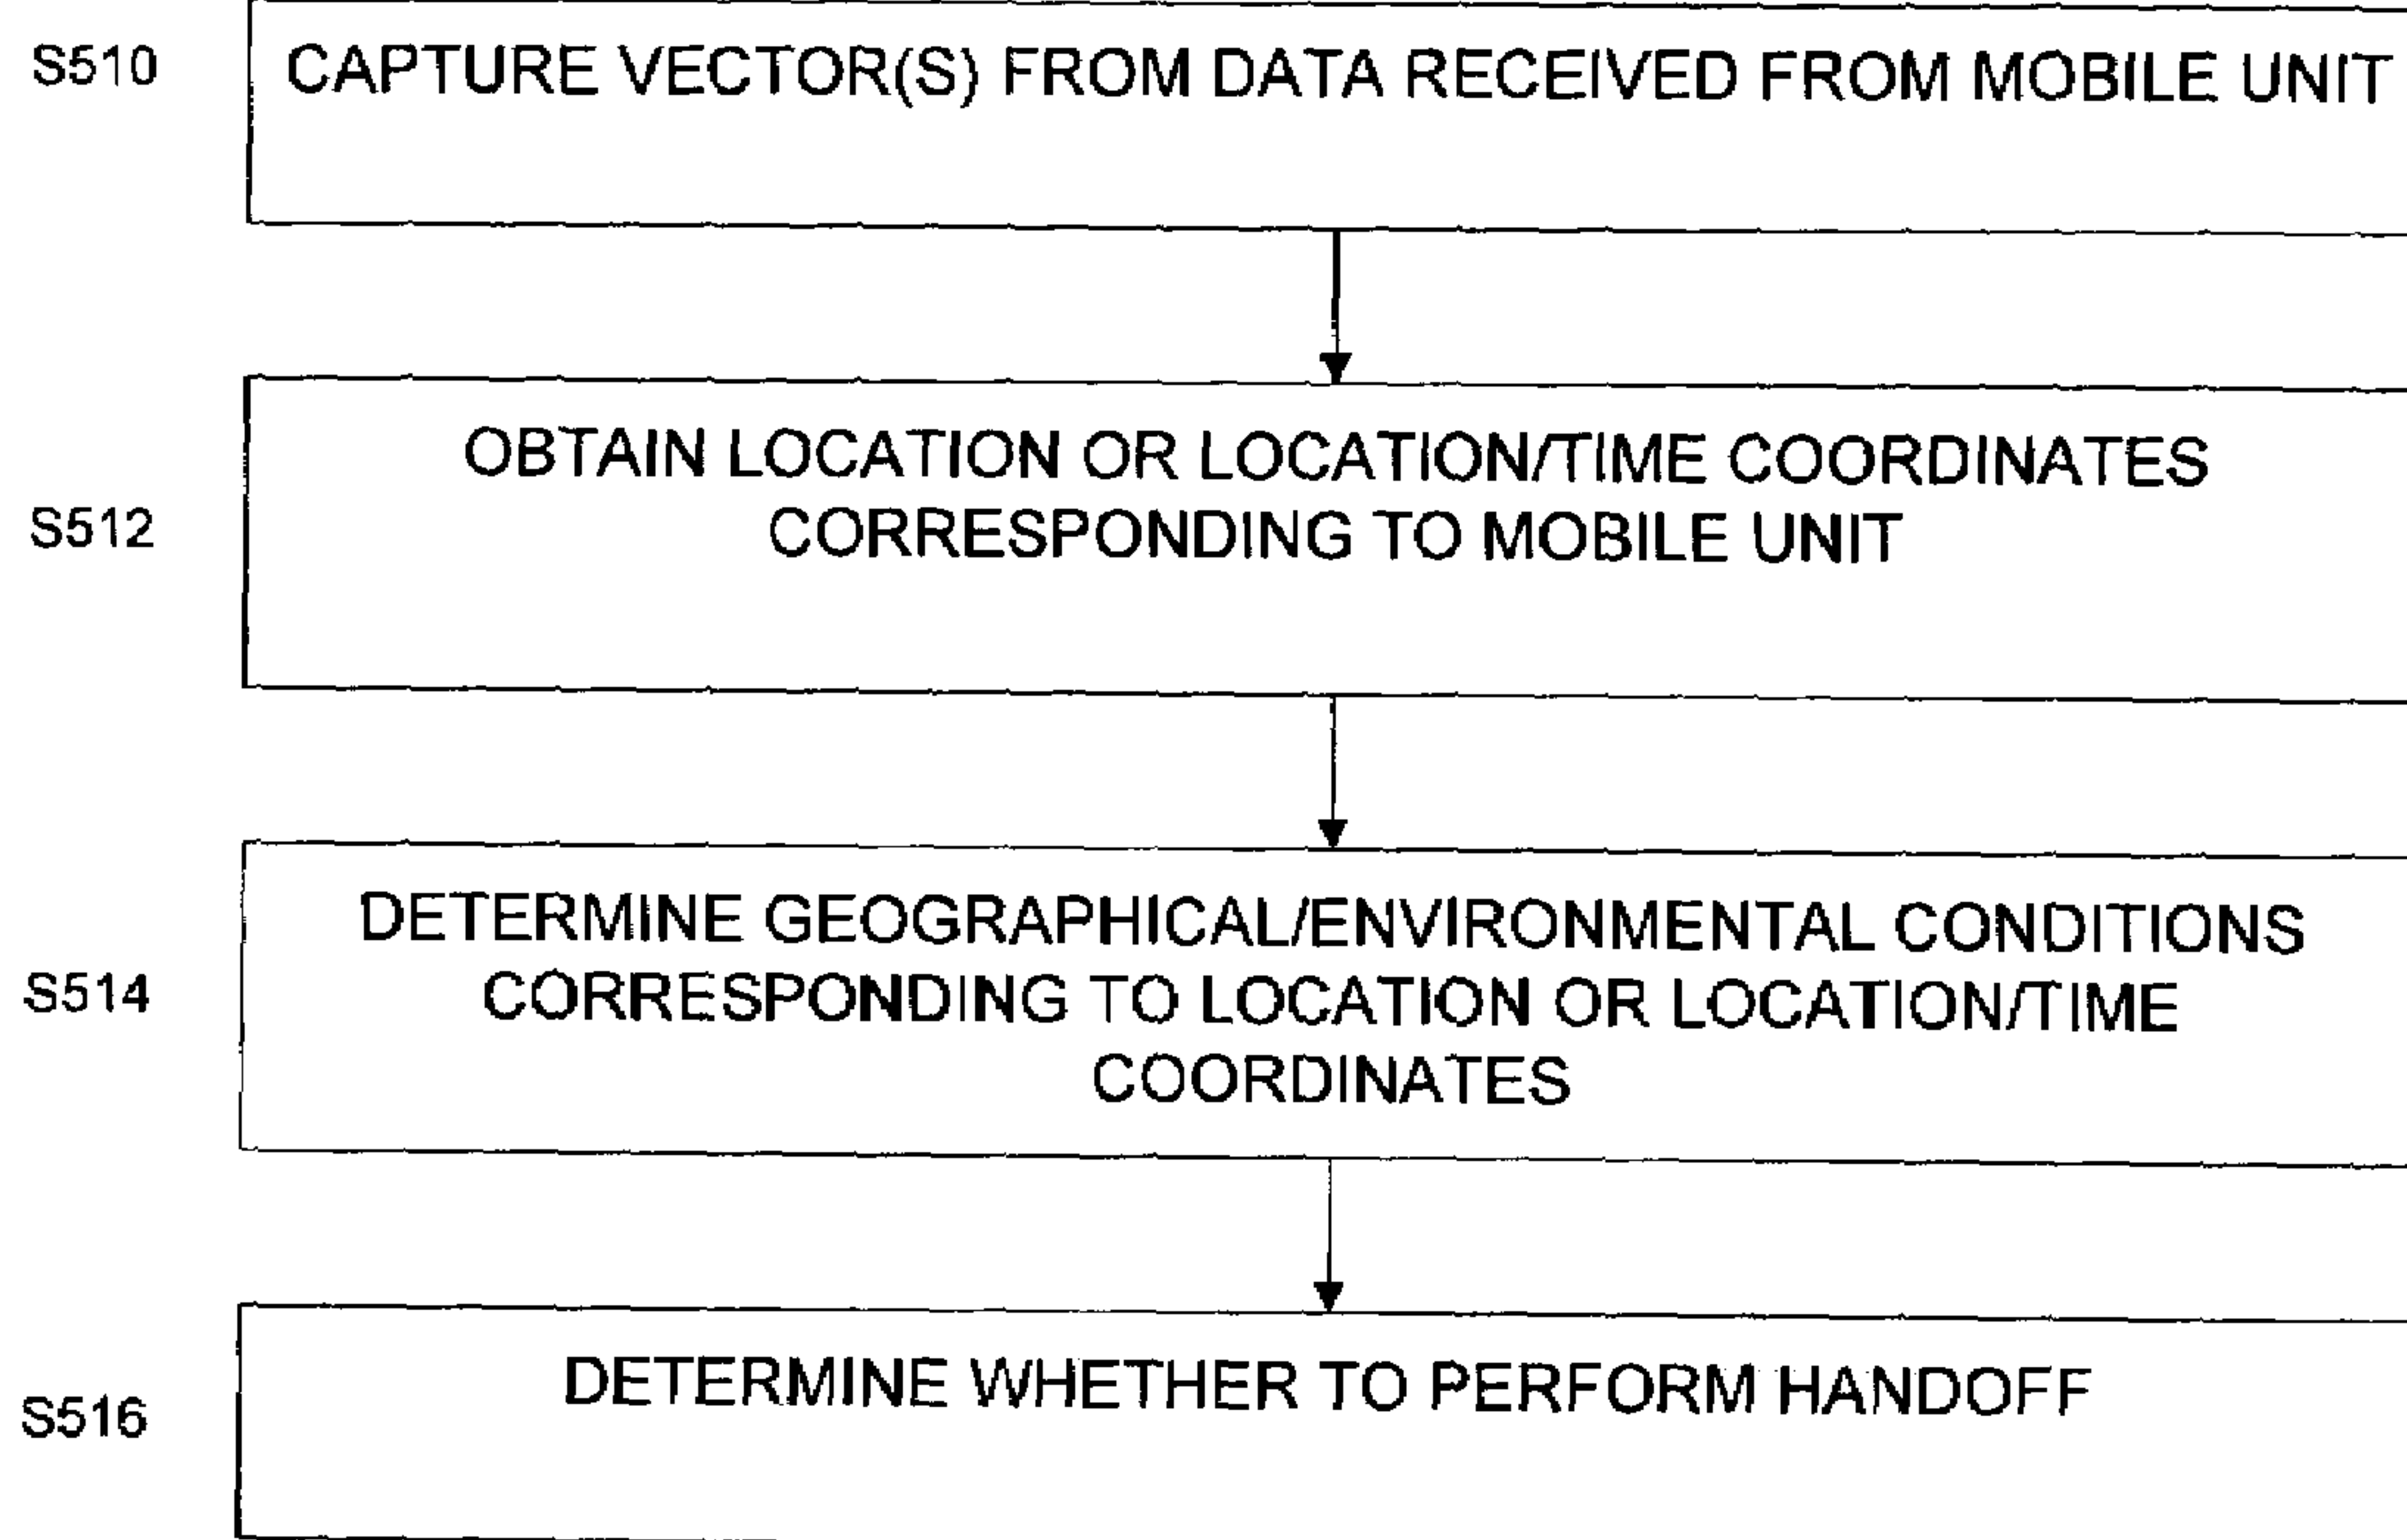 S510
CAPTURE VECTOR(S) FROM DATA RECEIVED FROM MOBILE UNIT
S512
OBTAIN LOCATION OR LOCATION/TIME COORDINATES
CORRESPONDING TO MOBILE UNIT
S514
DETERMINE GEOGRAPHICAL/ENVIRONMENTAL CONDITIONS
CORRESPONDING TO LOCATION OR LOCATION/TIME
COORDINATES
S516
DETERMINE WHETHER TO PERFORM HANDOFF